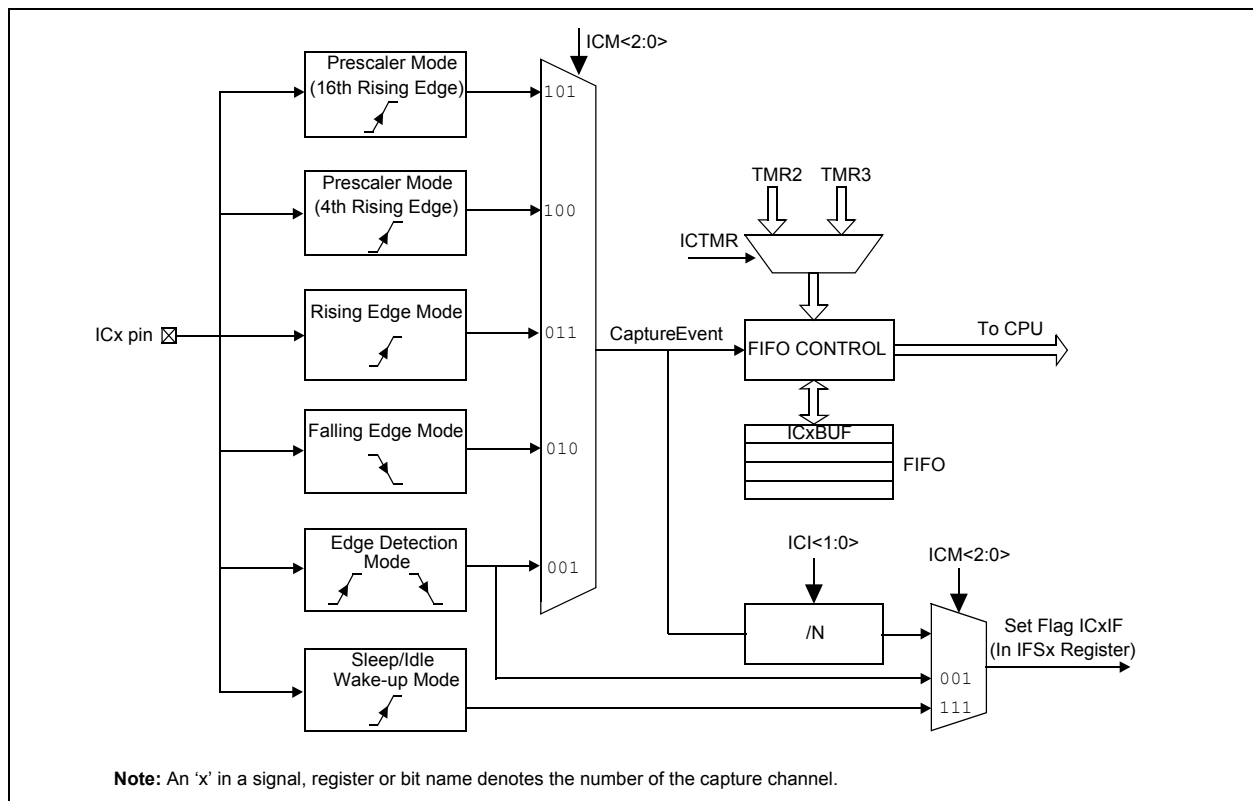 ICM<2:0>
Prescaler Mode
(16th Rising Edge)
101
Prescaler Mode
(4th Rising Edge)
100
TMR2 TMR3
ICTMR
ICx pin
Rising Edge Mode
011
CaptureEvent
FIFO CONTROL
To CPU
Falling Edge Mode
010
ICxBUF
FIFO
Edge Detection
Mode
001
ICI<1:0>
ICM<2:0>
/N
Set Flag ICxIF
(In IFSx Register)
Sleep/Idle
Wake-up Mode
001
111
Note: An ‘x’ in a signal, register or bit name denotes the number of the capture channel.